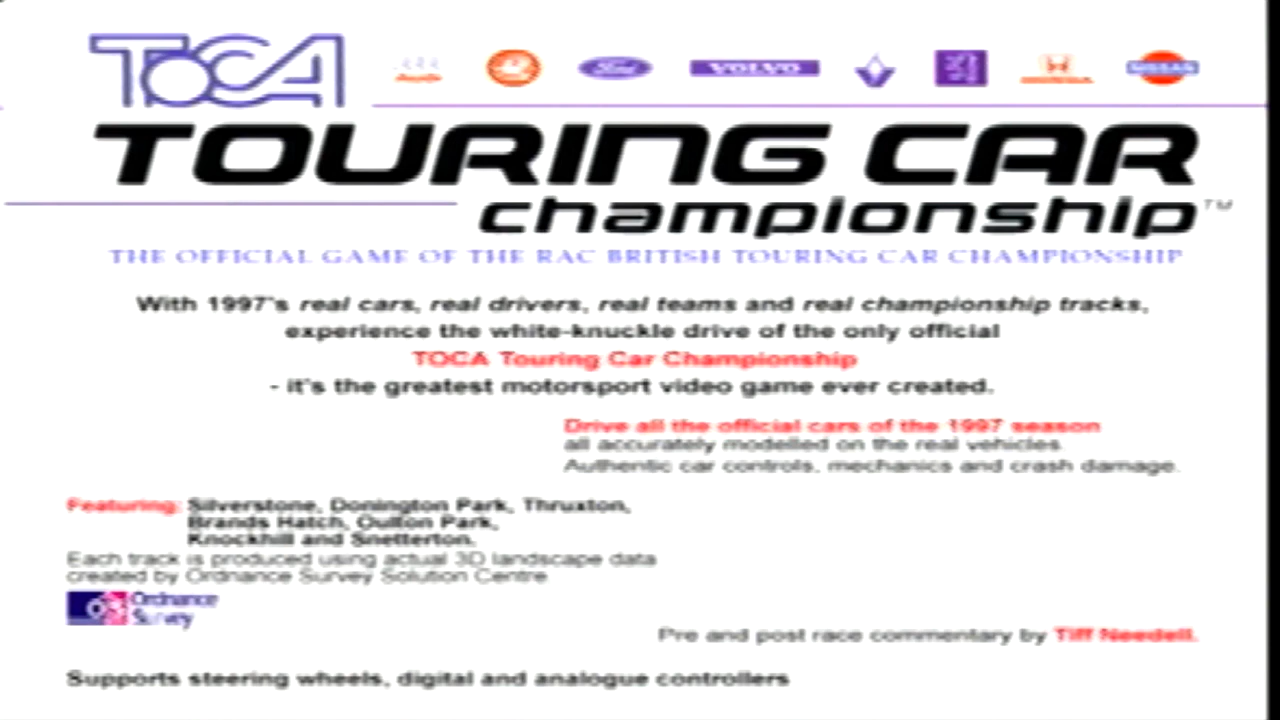 TOCA
Audi Ford VOLVO HONDA NISSAN
TOURING CAR
championship™
THE OFFICIAL GAME OF THE RAC BRITISH TOURING CAR CHAMPIONSHIP
With 1997's real cars, real drivers, real teams and real championship tracks,
experience the white-knuckle drive of the only official
TOCA Touring Car Championship
- it's the greatest motorsport video game ever created.
Drive all the official cars of the 1997 season
all accurately modelled on the real vehicles.
Authentic car controls, mechanics and crash damage.
Featuring: Silverstone, Donington Park, Thruxton,
Brands Hatch, Oulton Park,
Knockhill and Snetterton.
Each track is produced using actual 3D landscape data
created by Ordnance Survey Solution Centre
Ordnance
Survey
Pre and post race commentary by Tiff Needell.
Supports steering wheels, digital and analogue controllers